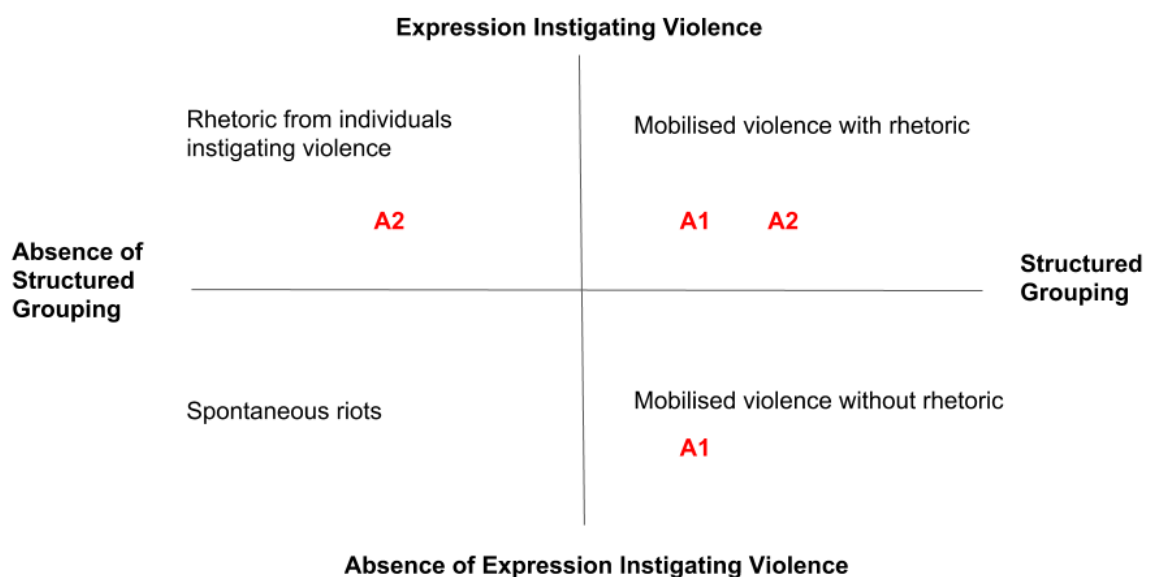 Expression Instigating Violence
Rhetoric from individuals
instigating violence
Mobilised violence with rhetoric
A2
A1
A2
Absence of
Structured
Grouping
Structured
Grouping
Spontaneous riots
Mobilised violence without rhetoric
A1
Absence of Expression Instigating Violence